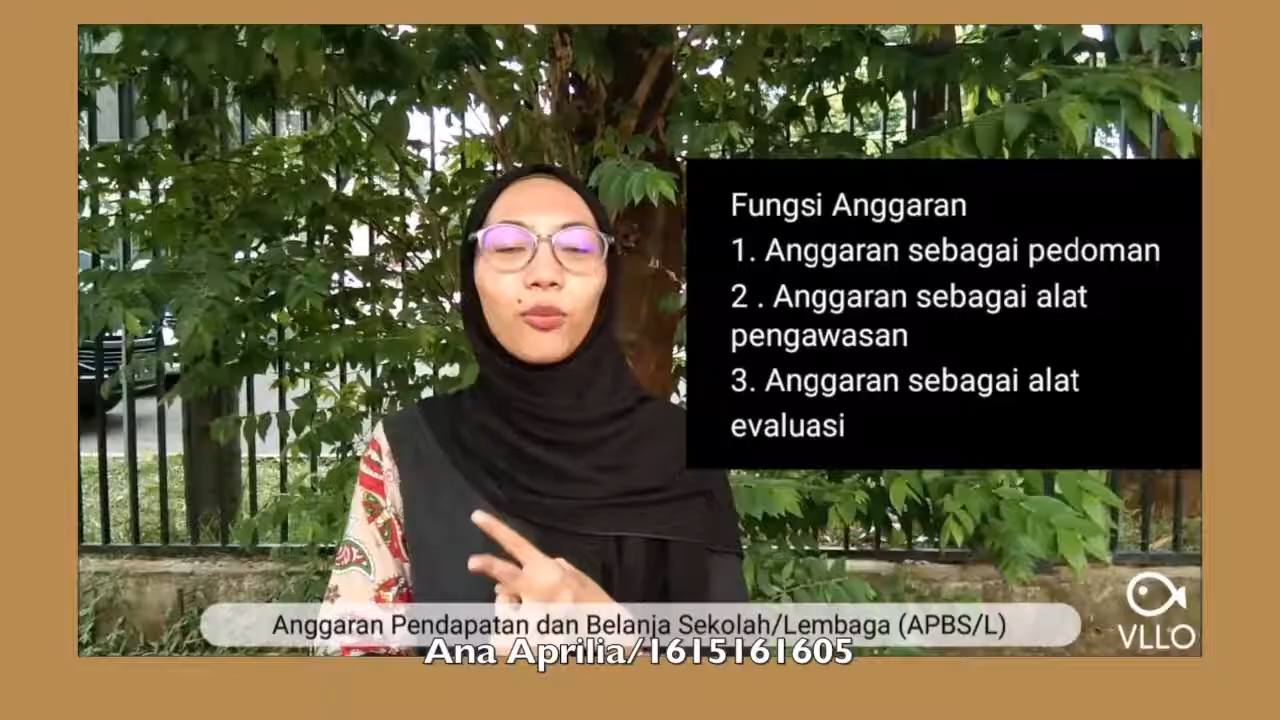 Fungsi Anggaran
1. Anggaran sebagai pedoman
2 . Anggaran sebagai alat
pengawasan
3. Anggaran sebagai alat
evaluasi
Anggaran Pendapatan dan Belanja Sekolah/Lembaga (APBS/L)
Ana Aprilia/1615161605
VLLO